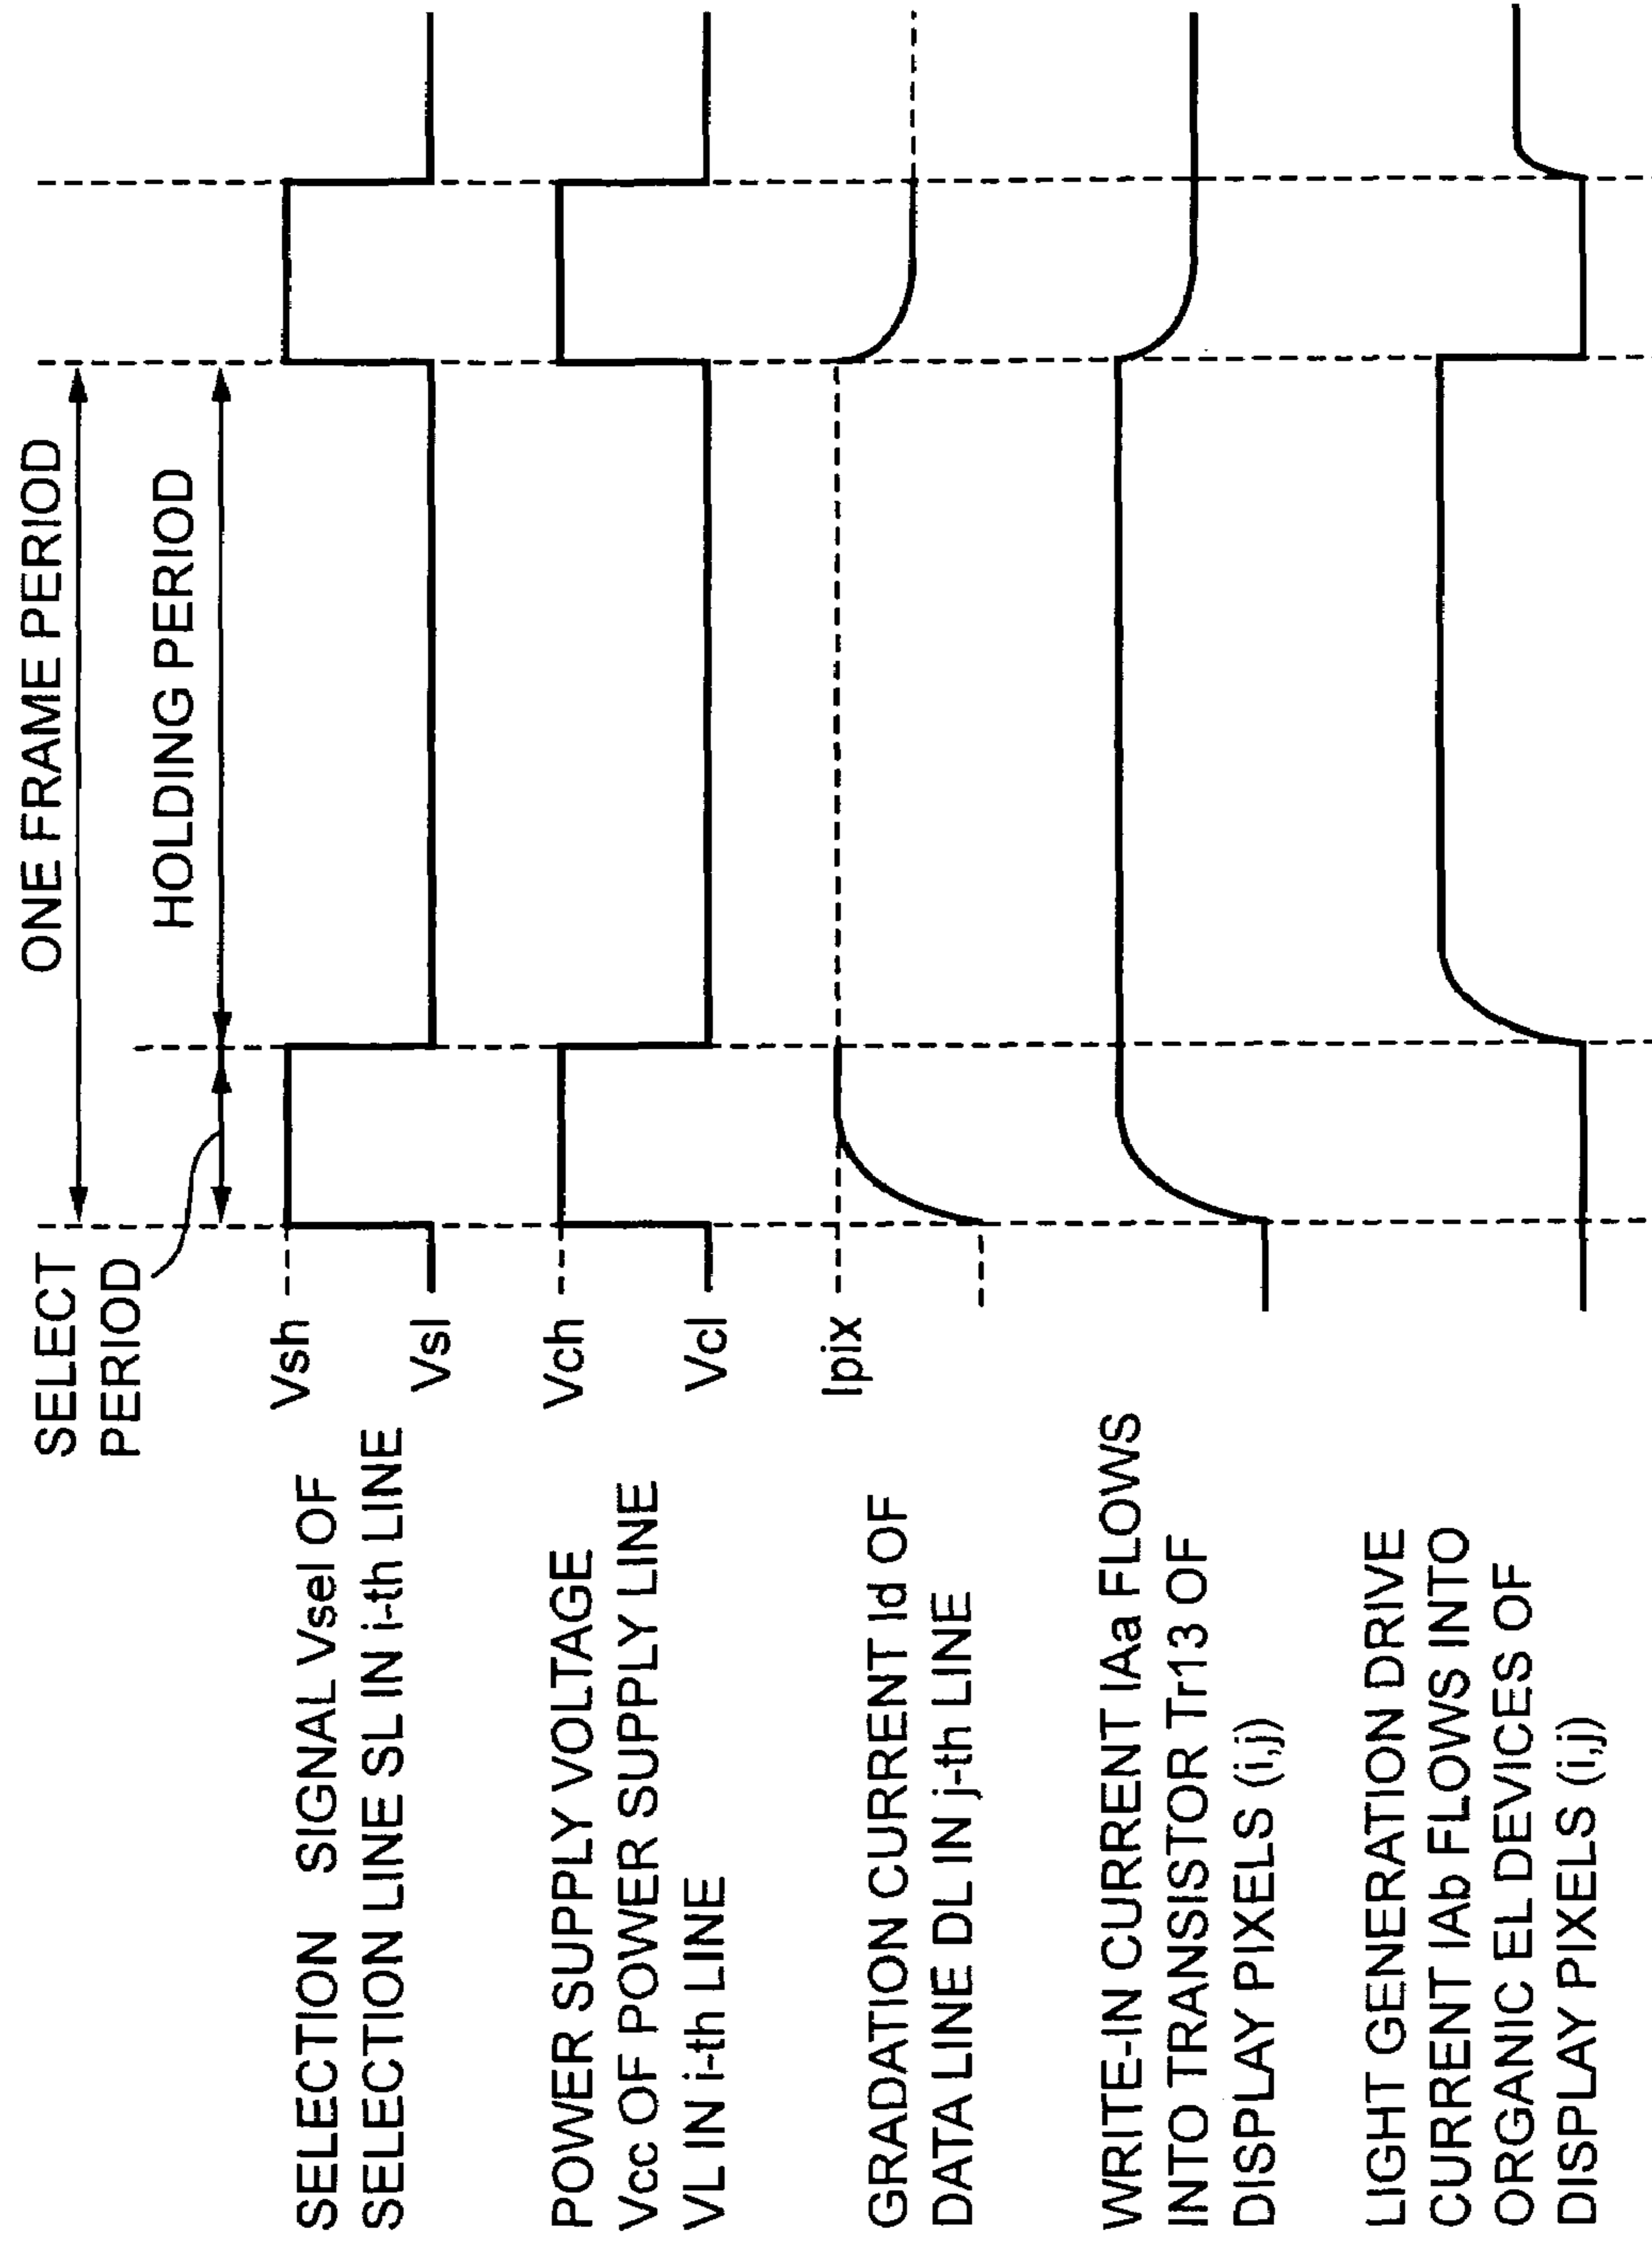 ONE FRAME PERIOD
SELECT
PERIOD
HOLDING PERIOD
SELECTION SIGNAL Vsel OF
SELECTION LINE SL IN i-th LINE
Vsh
Vsl
POWER SUPPLY VOLTAGE
Vcc OF POWER SUPPLY LINE
VL IN i-th LINE
Vch
Vcl
GRADATION CURRENT Id OF
DATA LINE DL IN j-th LINE
Ipix
WRITE-IN CURRENT IAa FLOWS
INTO TRANSISTOR Tr13 OF
DISPLAY PIXELS (i,j)
LIGHT GENERATION DRIVE
CURRENT IAb FLOWS INTO
ORGANIC EL DEVICES OF
DISPLAY PIXELS (i,j)